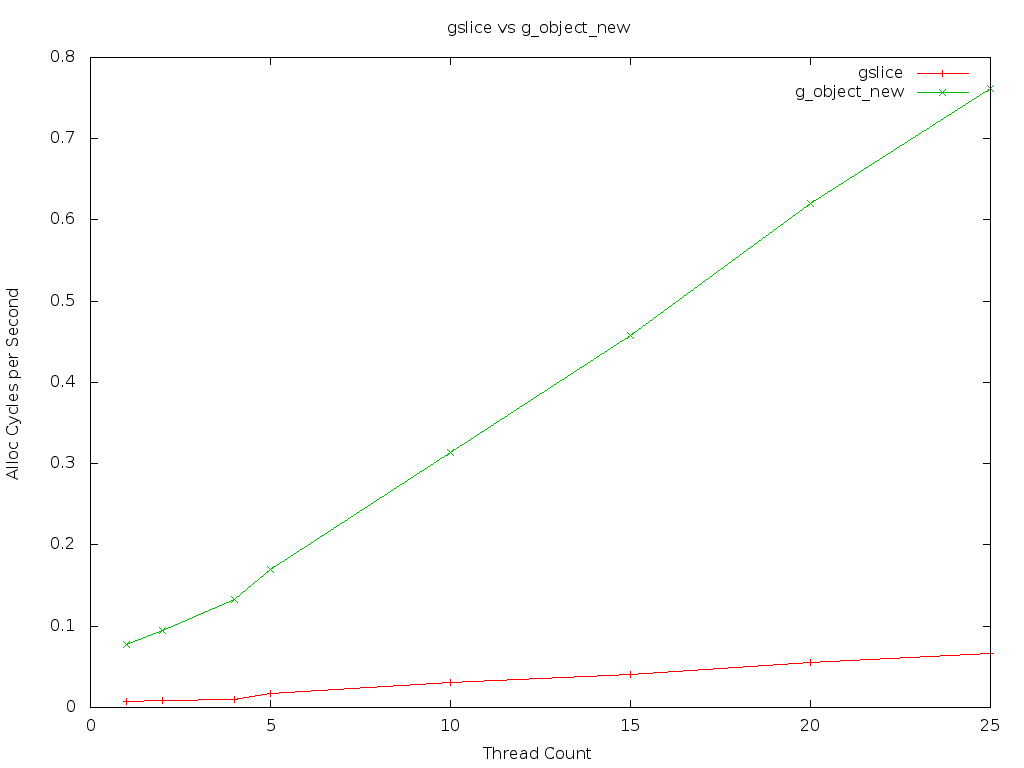 gslice vs g_object_new
gslice
g_object_new
0.8
0.7
0.6
0.5
0.4
0.3
0.2
0.1
0
Alloc Cycles per Second
0 5 10 15 20 25
Thread Count